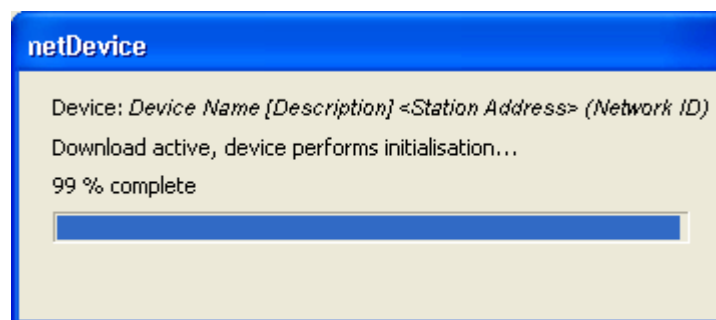 netDevice
Device: Device Name [Description] <Station Address> (Network ID)
Download active, device performs initialisation...
99 % complete